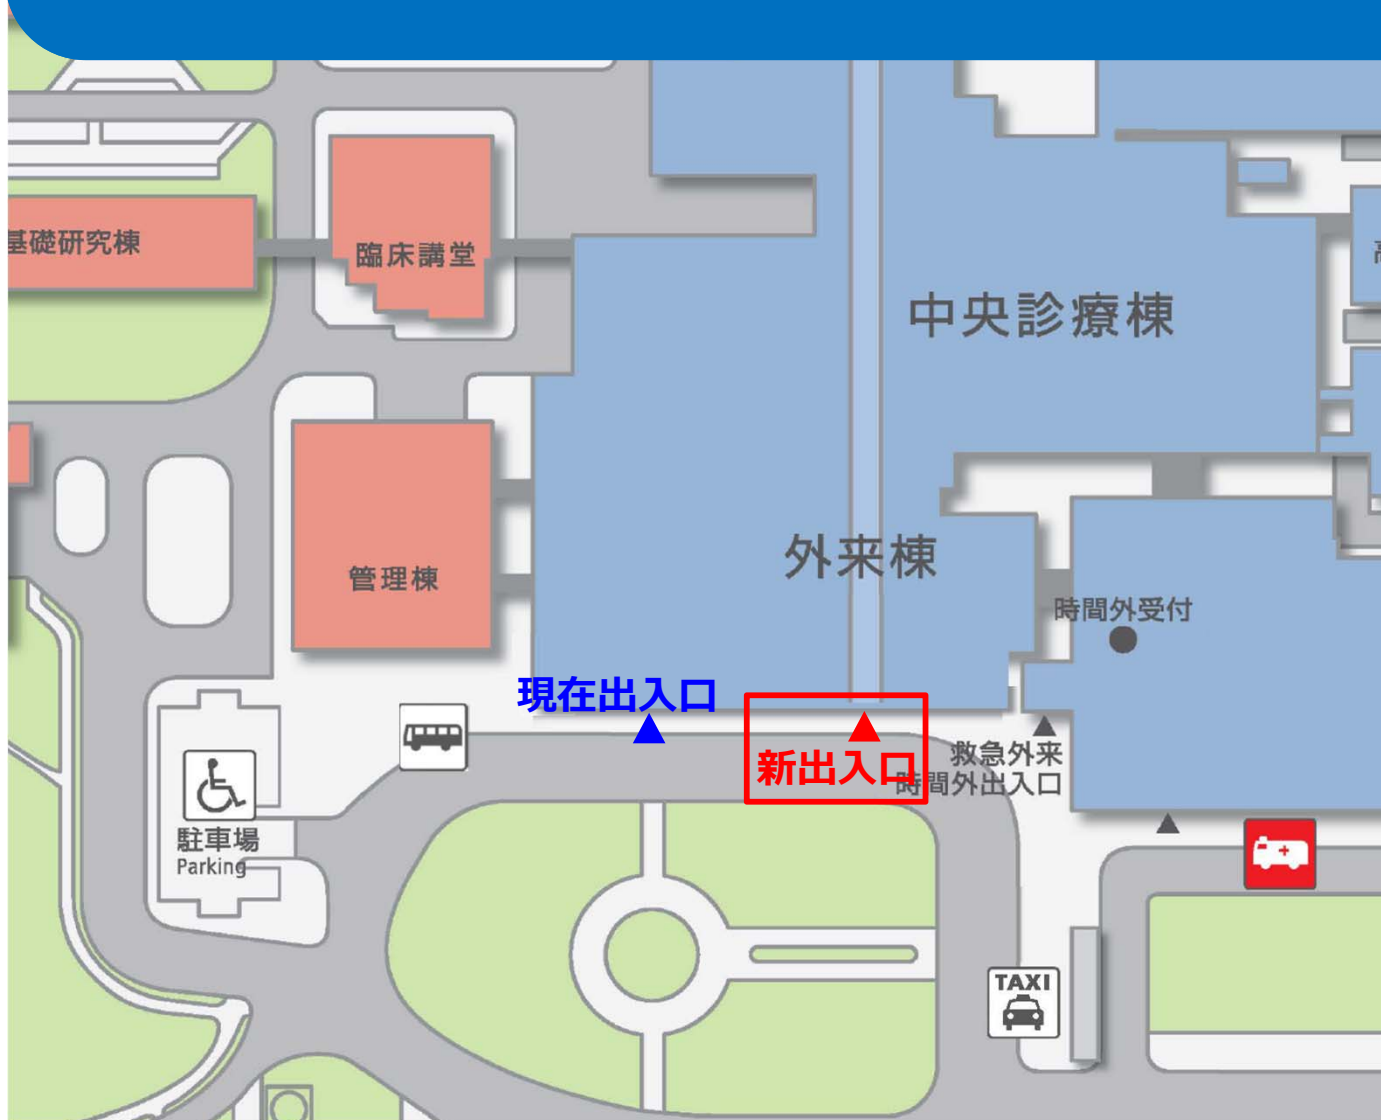 基礎研究棟
臨床講堂
中央診療棟
外来棟
管理棟
時間外受付
現在出入口
新出入口
救急外来
時間外出入口
駐車場
Parking
TAXI